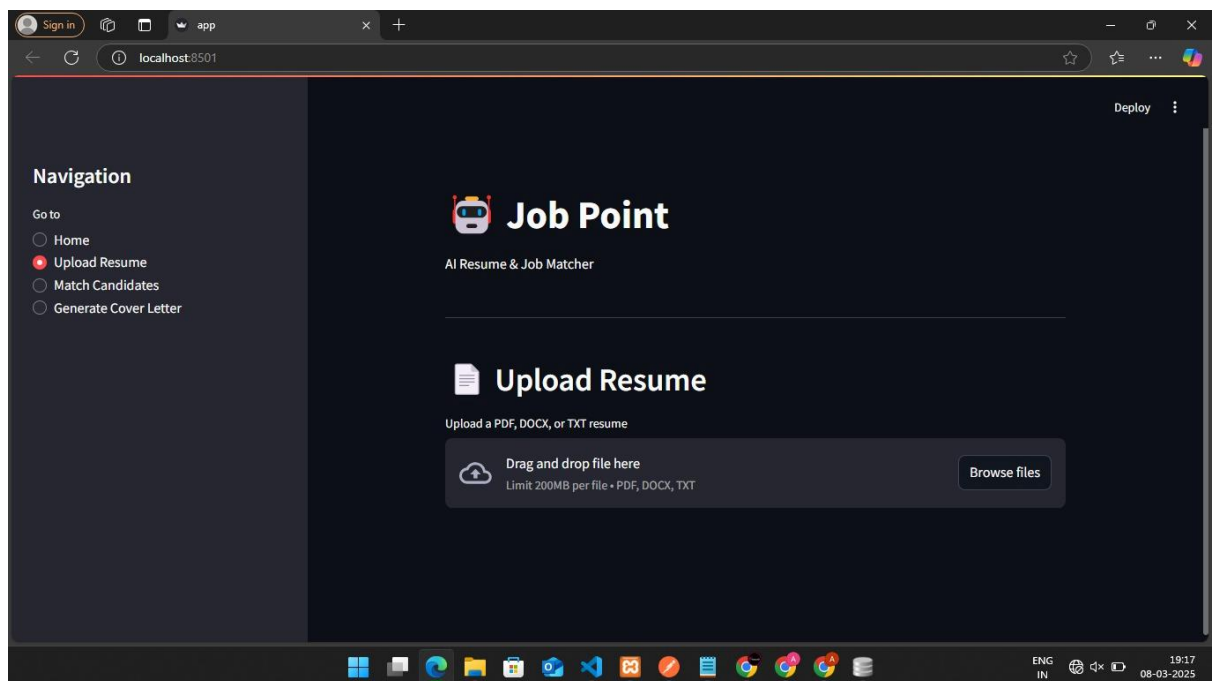 Sign in
app
localhost:8501
Deploy
Navigation
Go to
Home
Upload Resume
Match Candidates
Generate Cover Letter
Job Point
AI Resume & Job Matcher
Upload Resume
Upload a PDF, DOCX, or TXT resume
Drag and drop file here
Limit 200MB per file • PDF, DOCX, TXT
Browse files
ENG
IN
19:17
08-03-2025